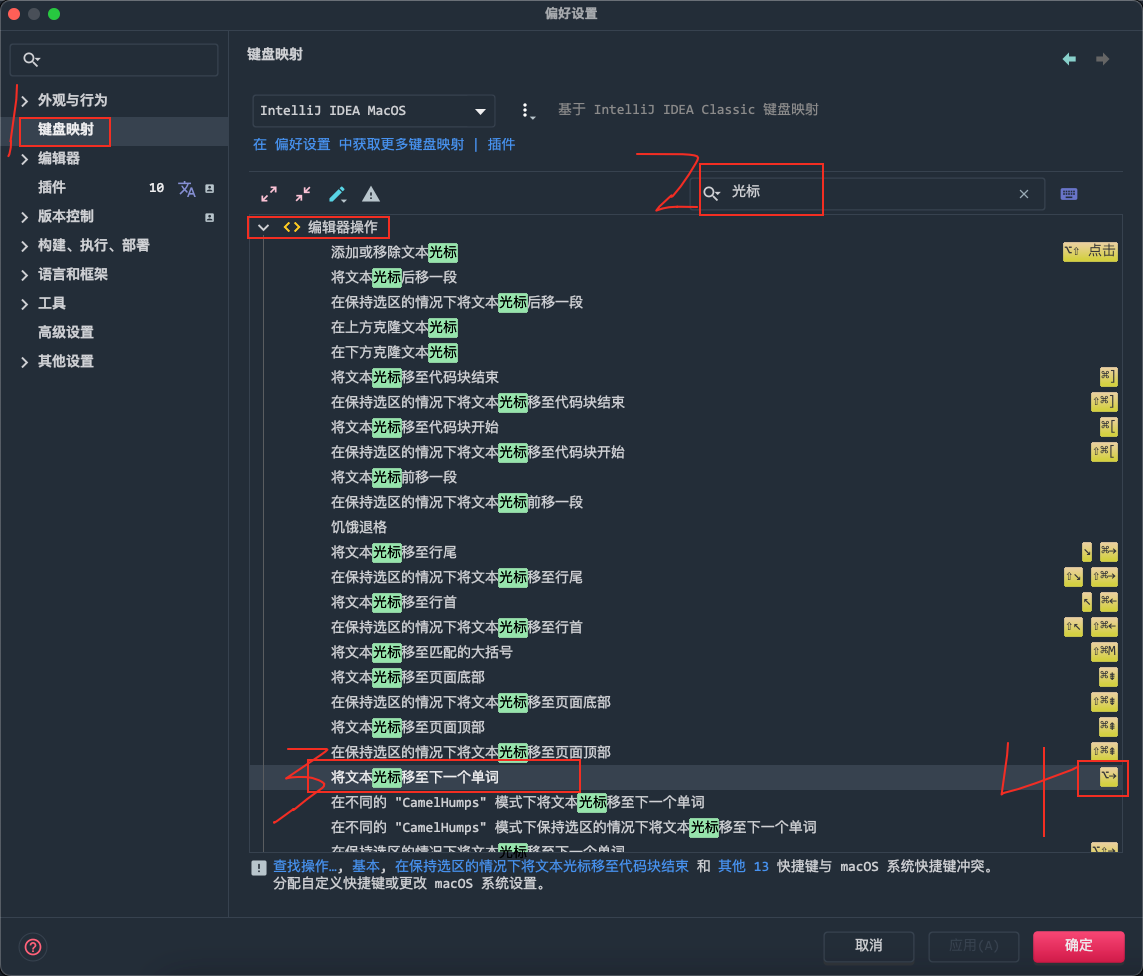 偏好设置
键盘映射
外观与行为
键盘映射
编辑器
插件 10
版本控制
构建、执行、部署
语言和框架
工具
高级设置
其他设置
IntelliJ IDEA MacOS
基于 IntelliJ IDEA Classic 键盘映射
在 偏好设置 中获取更多键盘映射 | 插件
2
光标
编辑器操作
添加或移除文本光标 ⌥⇧ 点击
将文本光标后移一段
在保持选区的情况下将文本光标后移一段
在上方克隆文本光标
在下方克隆文本光标
将文本光标移至代码块结束 ⌘]
在保持选区的情况下将文本光标移至代码块结束 ⇧⌘]
将文本光标移至代码块开始 ⌘[
在保持选区的情况下将文本光标移至代码块开始 ⇧⌘[
将文本光标前移一段
在保持选区的情况下将文本光标前移一段
饥饿退格
将文本光标移至行尾 ↘ ⌘→
在保持选区的情况下将文本光标移至行尾 ⇧↘ ⇧⌘→
将文本光标移至行首 ↖ ⌘←
在保持选区的情况下将文本光标移至行首 ⇧↖ ⇧⌘←
将文本光标移至匹配的大括号 ⇧⌘M
将文本光标移至页面底部 ⌘⇟
在保持选区的情况下将文本光标移至页面底部 ⇧⌘⇟
将文本光标移至页面顶部 ⌘⇞
在保持选区的情况下将文本光标移至页面顶部 ⇧⌘⇞
3 将文本光标移至下一个单词 4 ⌥→
在不同的 "CamelHumps" 模式下将文本光标移至下一个单词
在不同的 "CamelHumps" 模式下保持选区的情况下将文本光标移至下一个单词
在保持选区的情况下将文本光标移至下一个单词 ⌥⇧→
查找操作…, 基本, 在保持选区的情况下将文本光标移至代码块结束 和 其他 13 快捷键与 macOS 系统快捷键冲突。
分配自定义快捷键或更改 macOS 系统设置。
?
取消
应用(A)
确定